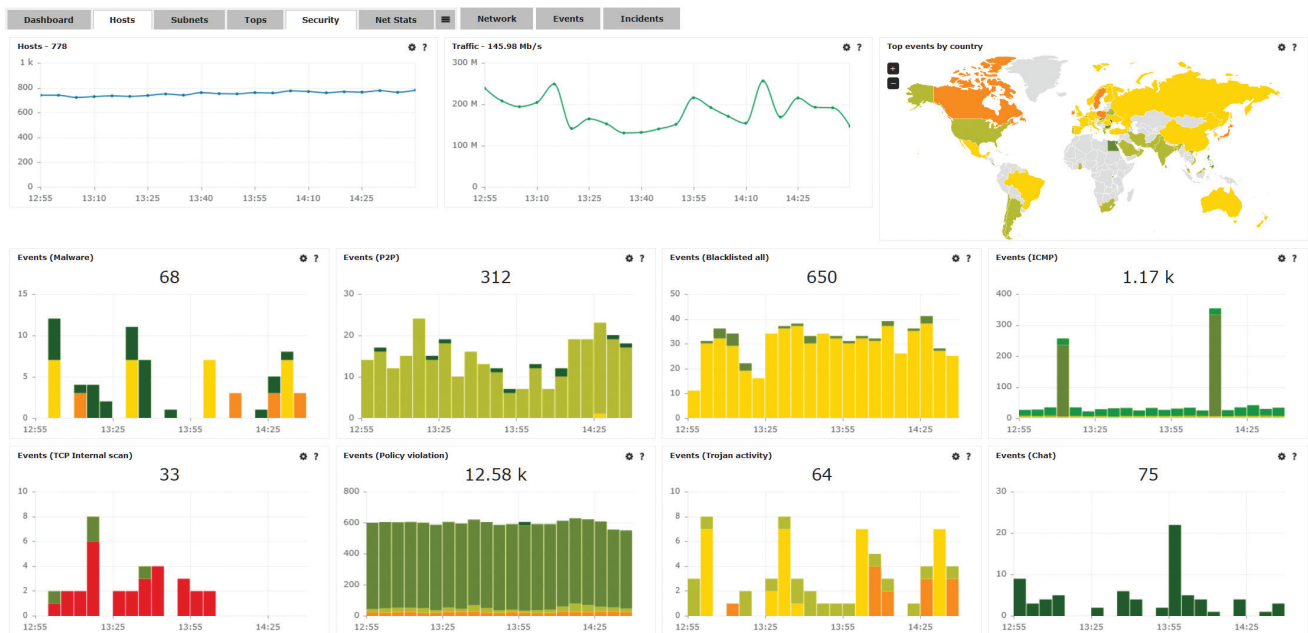 Dashboard Hosts Subnets Tops Security Net Stats Network Events Incidents
Hosts - 778 ?
1 k
800
600
400
200
0
12:55 13:10 13:25 13:40 13:55 14:10 14:25
Traffic - 145.98 Mb/s ?
300 M
200 M
100 M
0
12:55 13:10 13:25 13:40 13:55 14:10 14:25
Top events by country ?
+
−
Events (Malware) ?
68
15
10
5
0
12:55 13:25 13:55 14:25
Events (P2P) ?
312
30
20
10
0
12:55 13:25 13:55 14:25
Events (Blacklisted all) ?
650
50
40
30
20
10
0
12:55 13:25 13:55 14:25
Events (ICMP) ?
1.17 k
400
300
200
100
0
12:55 13:25 13:55 14:25
Events (TCP Internal scan) ?
33
10
8
6
4
2
0
12:55 13:25 13:55 14:25
Events (Policy violation) ?
12.58 k
800
600
400
200
0
12:55 13:25 13:55 14:25
Events (Trojan activity) ?
64
10
8
6
4
2
0
12:55 13:25 13:55 14:25
Events (Chat) ?
75
30
20
10
0
12:55 13:25 13:55 14:25